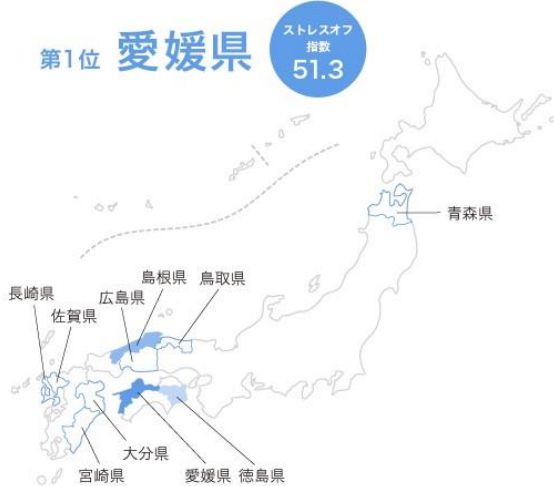 第1位 愛媛県
ストレスオフ
指数
51.3
青森県
島根県
鳥取県
広島県
長崎県
佐賀県
大分県
宮崎県
愛媛県
徳島県